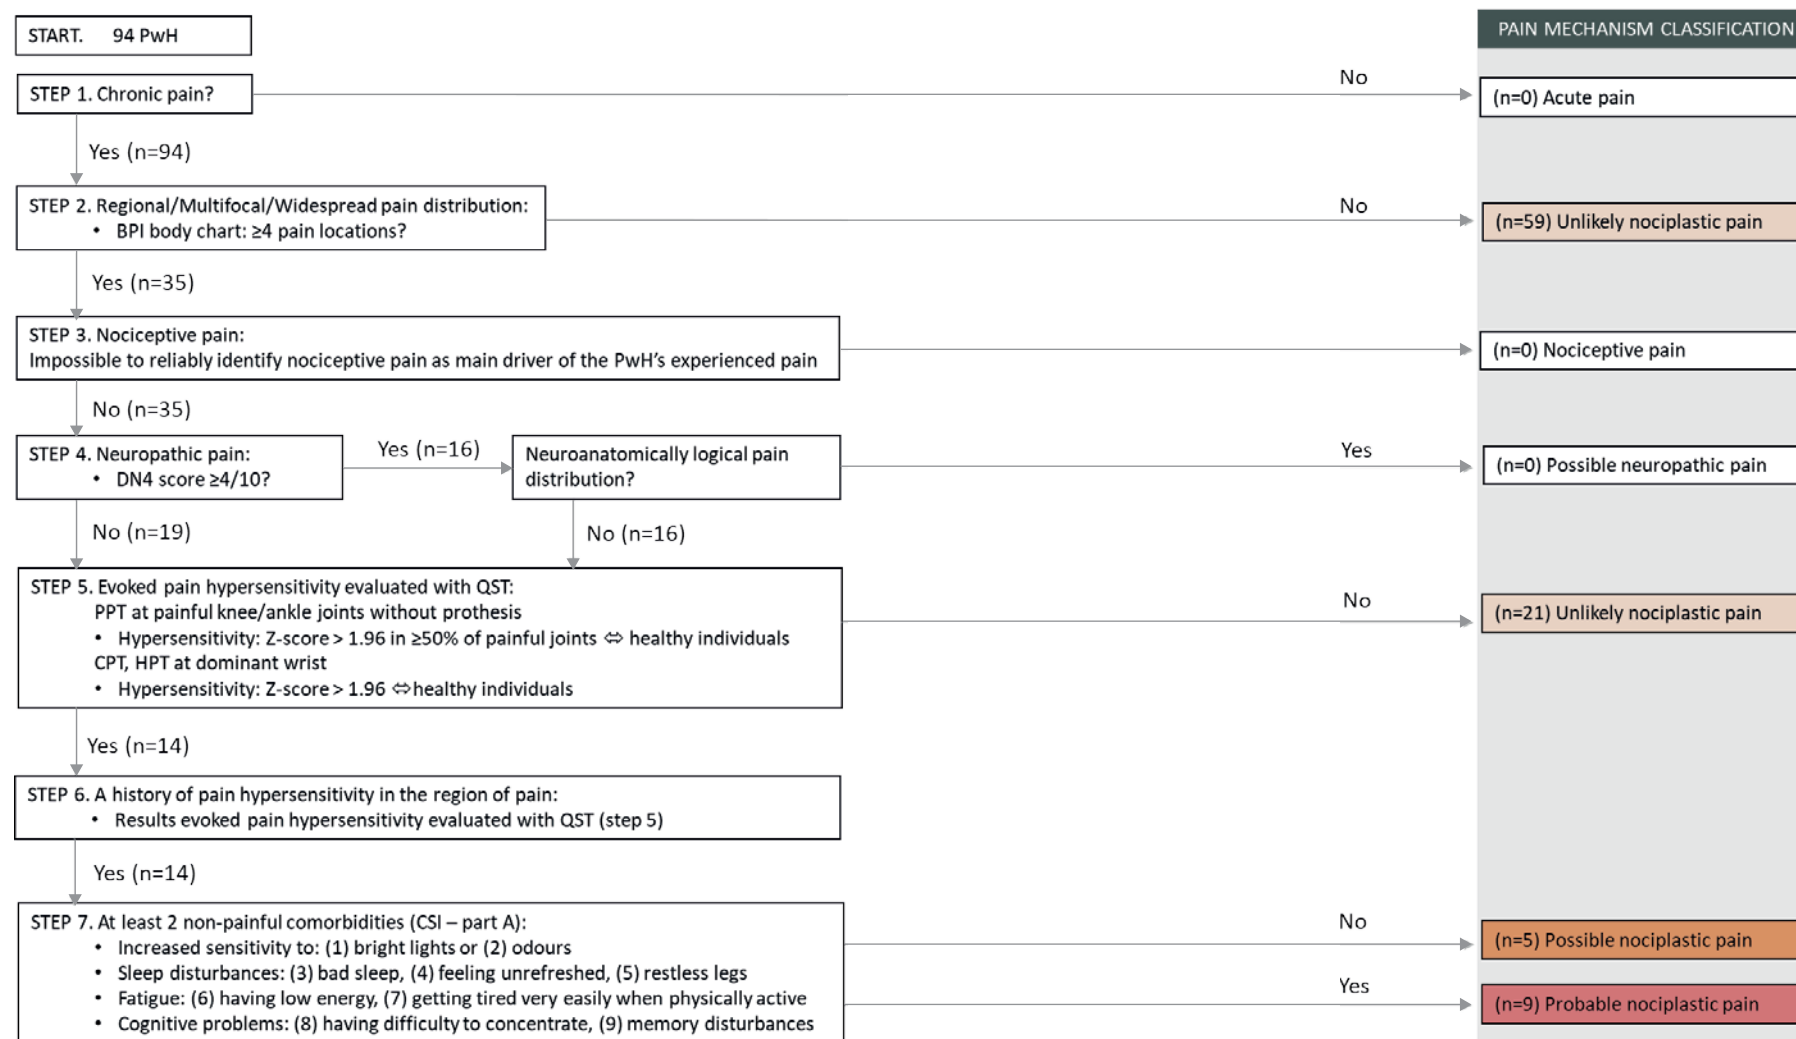 START. 94 PwH
PAIN MECHANISM CLASSIFICATION
STEP 1. Chronic pain?
No
(n=0) Acute pain
Yes (n=94)
STEP 2. Regional/Multifocal/Widespread pain distribution:
• BPI body chart: ≥4 pain locations?
No
(n=59) Unlikely nociplastic pain
Yes (n=35)
STEP 3. Nociceptive pain:
Impossible to reliably identify nociceptive pain as main driver of the PwH's experienced pain
(n=0) Nociceptive pain
No (n=35)
STEP 4. Neuropathic pain:
• DN4 score ≥4/10?
Yes (n=16)
Neuroanatomically logical pain
distribution?
Yes
(n=0) Possible neuropathic pain
No (n=19)
No (n=16)
STEP 5. Evoked pain hypersensitivity evaluated with QST:
PPT at painful knee/ankle joints without prothesis
• Hypersensitivity: Z-score > 1.96 in ≥50% of painful joints ⇔ healthy individuals
CPT, HPT at dominant wrist
• Hypersensitivity: Z-score > 1.96 ⇔ healthy individuals
No
(n=21) Unlikely nociplastic pain
Yes (n=14)
STEP 6. A history of pain hypersensitivity in the region of pain:
• Results evoked pain hypersensitivity evaluated with QST (step 5)
Yes (n=14)
STEP 7. At least 2 non-painful comorbidities (CSI – part A):
• Increased sensitivity to: (1) bright lights or (2) odours
• Sleep disturbances: (3) bad sleep, (4) feeling unrefreshed, (5) restless legs
• Fatigue: (6) having low energy, (7) getting tired very easily when physically active
• Cognitive problems: (8) having difficulty to concentrate, (9) memory disturbances
No
(n=5) Possible nociplastic pain
Yes
(n=9) Probable nociplastic pain